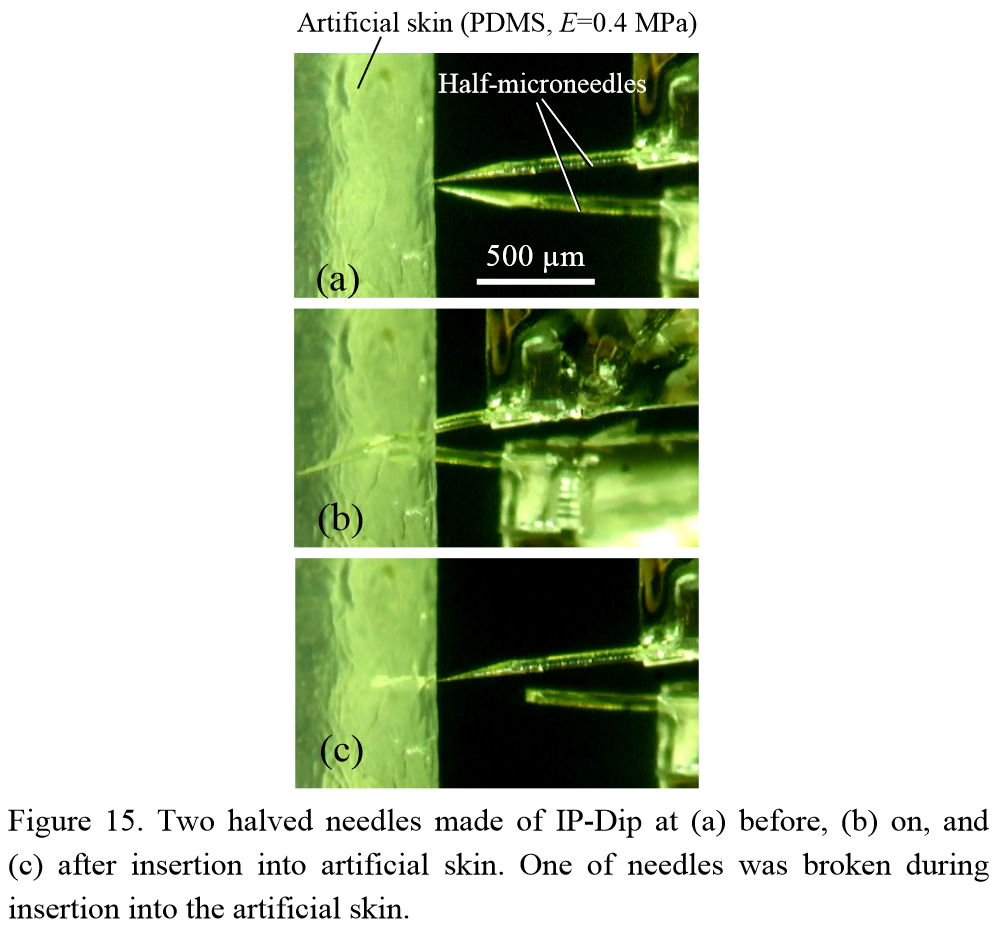 Artificial skin (PDMS, E=0.4 MPa)
Half-microneedles
500 µm
(a)
(b)
(c)
Figure 15. Two halved needles made of IP-Dip at (a) before, (b) on, and
(c) after insertion into artificial skin. One of needles was broken during
insertion into the artificial skin.